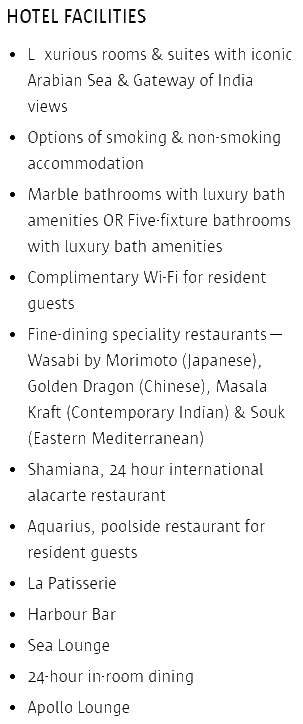 HOTEL FACILITIES
• L xurious rooms & suites with iconic
Arabian Sea & Gateway of India
views
• Options of smoking & non-smoking
accommodation
• Marble bathrooms with luxury bath
amenities OR Five-fixture bathrooms
with luxury bath amenities
• Complimentary Wi-Fi for resident
guests
• Fine-dining speciality restaurants—
Wasabi by Morimoto (Japanese),
Golden Dragon (Chinese), Masala
Kraft (Contemporary Indian) & Souk
(Eastern Mediterranean)
• Shamiana, 24 hour international
alacarte restaurant
• Aquarius, poolside restaurant for
resident guests
• La Patisserie
• Harbour Bar
• Sea Lounge
• 24-hour in-room dining
• Apollo Lounge